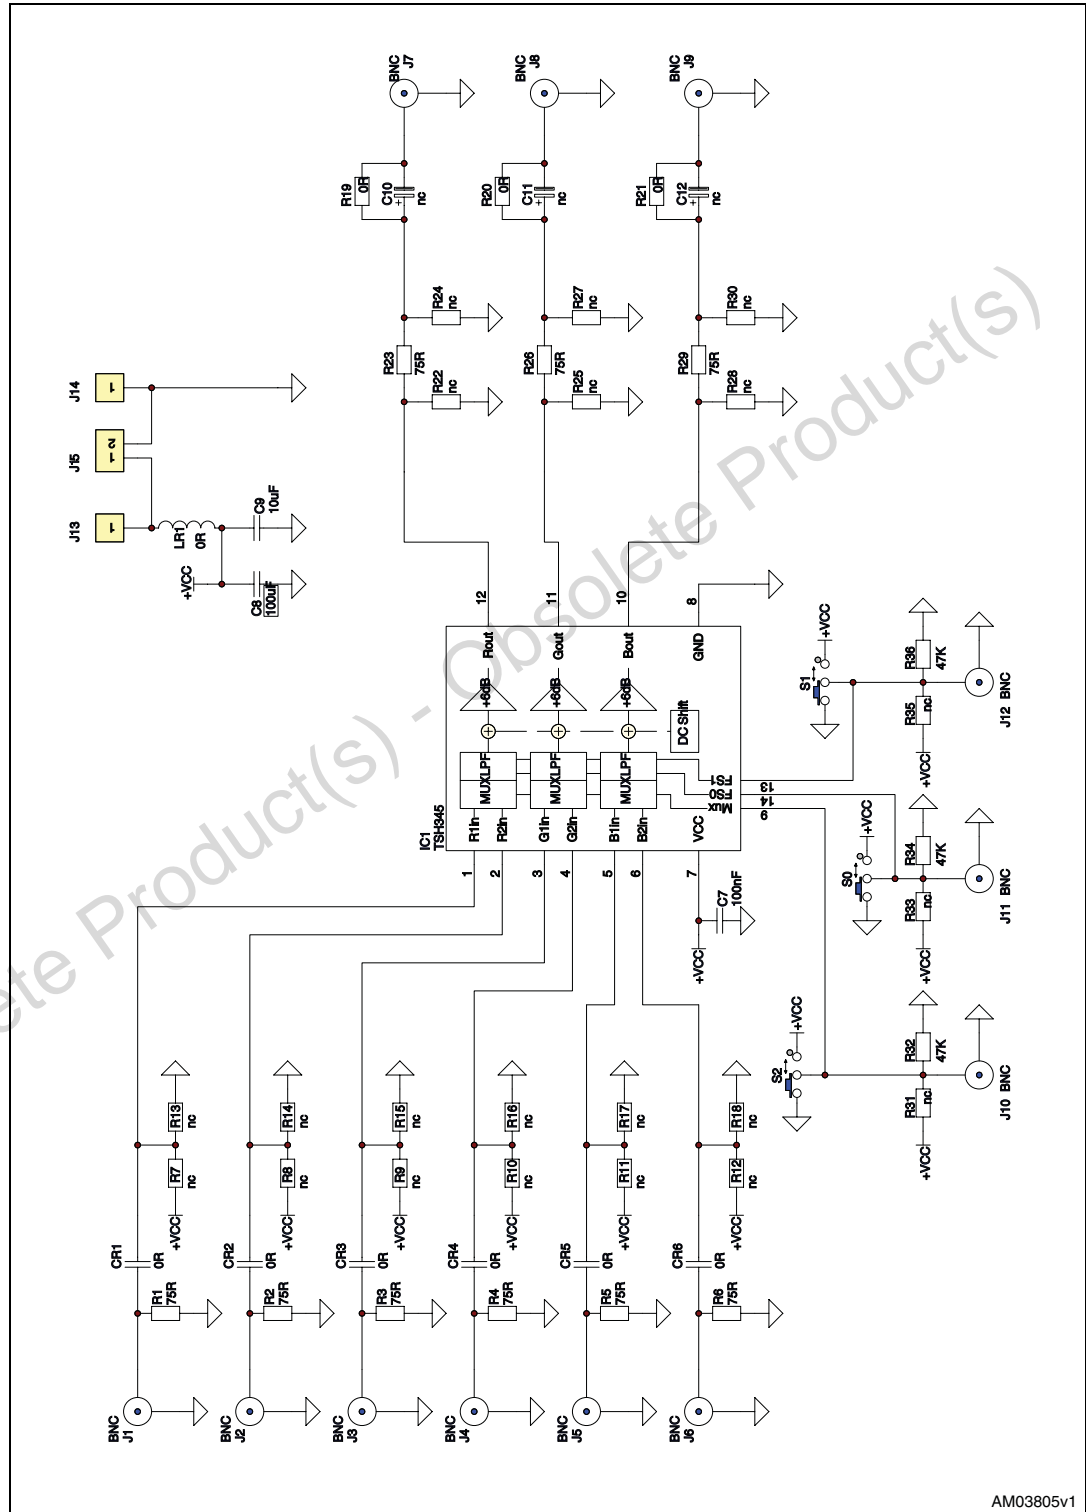 BNC
J7
BNC
J8
BNC
J9
R19
0R
C10
+
nc
R20
0R
C11
+
nc
R21
0R
C12
+
nc
R24
nc
R23
75R
R22
nc
R27
nc
R26
75R
R25
nc
R30
nc
R29
75R
R28
nc
J14
1
J15
1 2
J13
1
LR1
0R
+VCC
C8
100uF
C9
10uF
IC1
TSH345
R1in
R2in
G1in
G2in
B1in
B2in
VCC
1
2
3
4
5
6
7
MUX LPF
MUX LPF
MUX LPF
+
+
+
DC Shift
+6dB
+6dB
+6dB
Rout
Gout
Bout
GND
12
11
10
8
Mux
FS0
FS1
9
14
13
+VCC
C7
100nF
S1
+VCC
R36
47K
R35
nc
+VCC
J12 BNC
S0
+VCC
R34
47K
R33
nc
+VCC
J11 BNC
S2
+VCC
R32
47K
R31
nc
+VCC
J10 BNC
CR1
0R
R1
75R
R7
nc
R13
nc
+VCC
BNC
J1
CR2
0R
R2
75R
R8
nc
R14
nc
+VCC
BNC
J2
CR3
0R
R3
75R
R9
nc
R15
nc
+VCC
BNC
J3
CR4
0R
R4
75R
R10
nc
R16
nc
+VCC
BNC
J4
CR5
0R
R5
75R
R11
nc
R17
nc
+VCC
BNC
J5
CR6
0R
R6
75R
R12
nc
R18
nc
+VCC
BNC
J6
ete Product(s) - Obsolete Product(s)
AM03805v1